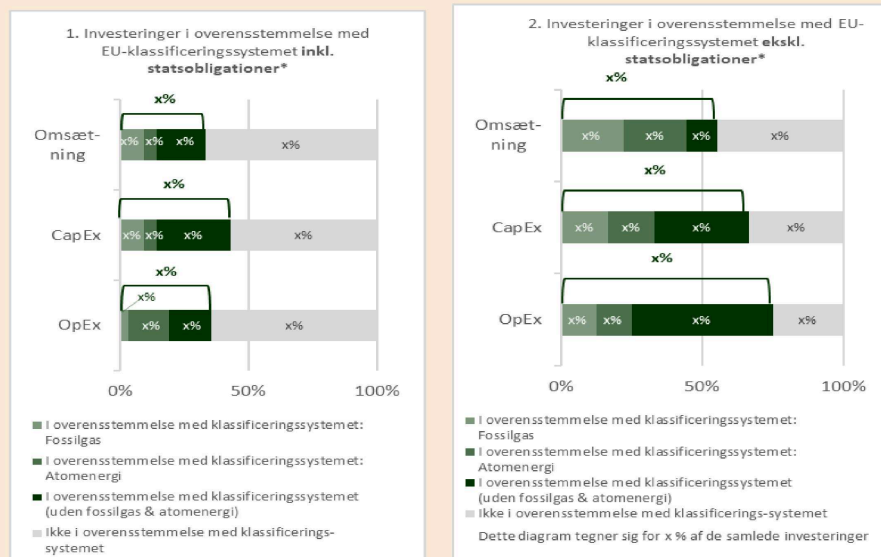 1. Investeringer i overensstemmelse med
EU-klassificeringssystemet inkl.
statsobligationer*
x%
Omsæt-
ning
x% x% x% x%
x%
CapEx
x% x% x% x%
x%
x%
OpEx
x% x% x%
0% 50% 100%
I overensstemmelse med klassificeringssystemet:
Fossilgas
I overensstemmelse med klassificeringssystemet:
Atomenergi
I overensstemmelse med klassificeringssystemet
(uden fossilgas & atomenergi)
Ikke i overensstemmelse med klassificerings-
systemet
2. Investeringer i overensstemmelse med EU-
klassificeringssystemet ekskl.
statsobligationer*
x%
Omsæt-
ning
x% x% x% x%
x%
CapEx
x% x% x% x%
x%
OpEx
x% x% x% x%
0% 50% 100%
I overensstemmelse med klassificeringssystemet:
Fossilgas
I overensstemmelse med klassificeringssystemet:
Atomenergi
I overensstemmelse med klassificeringssystemet
(uden fossilgas & atomenergi)
Ikke i overensstemmelse med klassificerings-systemet
Dette diagram tegner sig for x % af de samlede investeringer